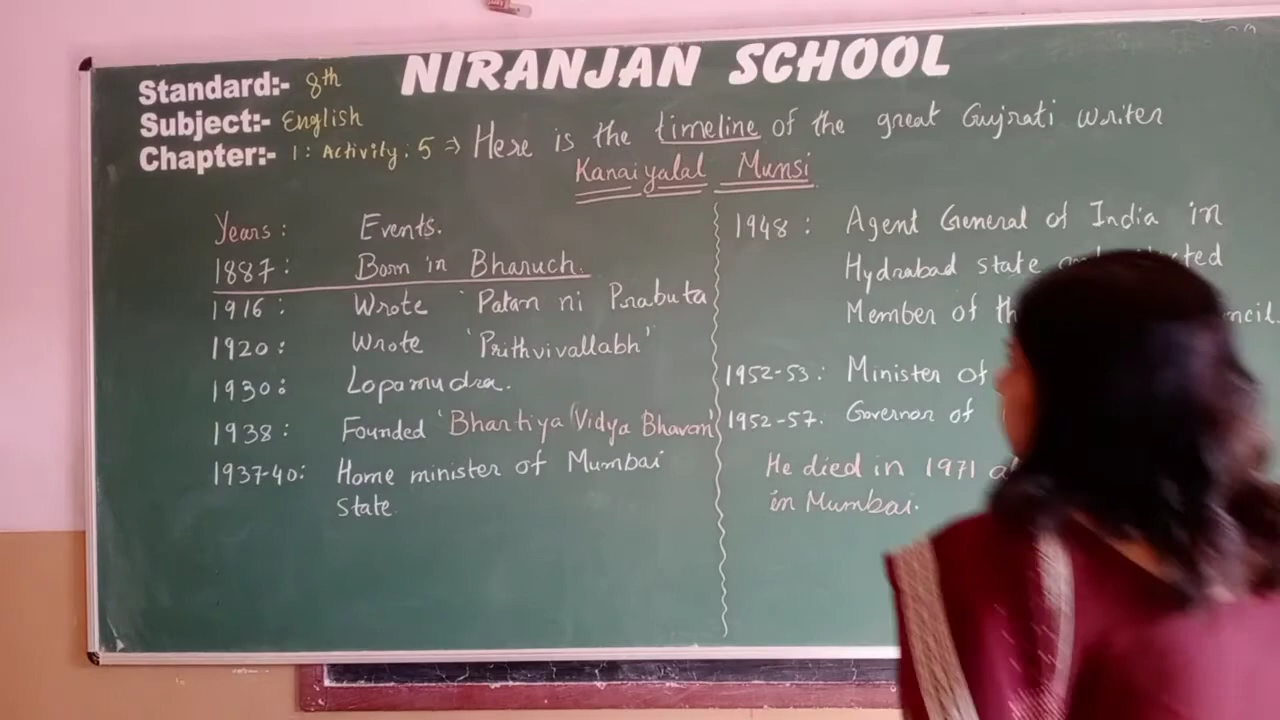 NIRANJAN SCHOOL
Standard:- 8th
Subject:- English
Chapter:- 1: Activity: 5 ⇒ Here is the timeline of the great Gujrati writer
Kanaiyalal Munsi
Years: Events.
1887: Born in Bharuch.
1916: Wrote 'Patan ni Prabuta
1920: Wrote 'Prithvivallabh'
1930: Lopamudra.
1938: Founded 'Bhartiya Vidya Bhavan'
1937-40: Home minister of Mumbai
state.
1948: Agent General of India in
Hydrabad state
Member of
1952-53: Minister of
1952-57. Governor of
He died in 1971
in Mumbai.